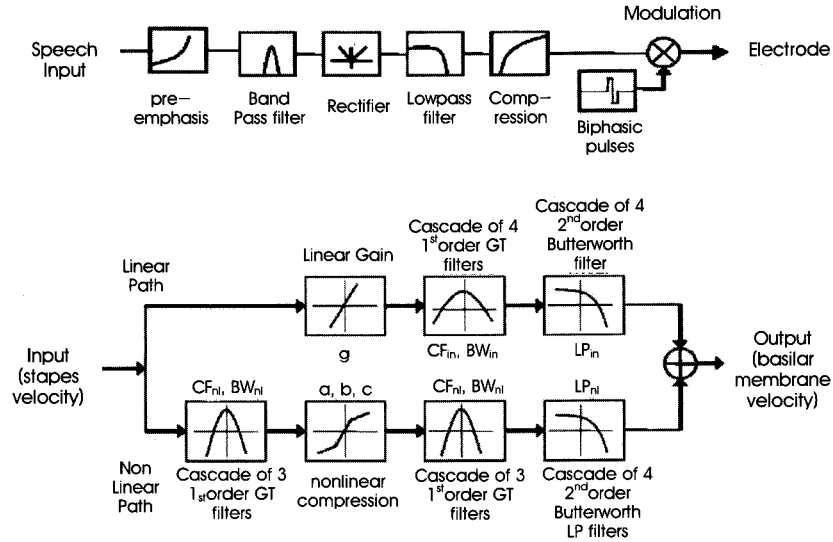 Modulation
Speech
Input
Electrode
pre-
emphasis
Band
Pass filter
Rectifier
Lowpass
filter
Comp-
ression
Biphasic
pulses
Cascade of 4
1st order GT
filters
Cascade of 4
2nd order
Butterworth
filter
Linear Gain
Linear
Path
g
CFin, BWin
LPin
Input
(stapes
velocity)
Output
(basilar
membrane
velocity)
CFnl, BWnl
a, b, c
CFnl, BWnl
LPnl
Non
Linear
Path
Cascade of 3
1st order GT
filters
nonlinear
compression
Cascade of 3
1st order GT
filters
Cascade of 4
2nd order
Butterworth
LP filters